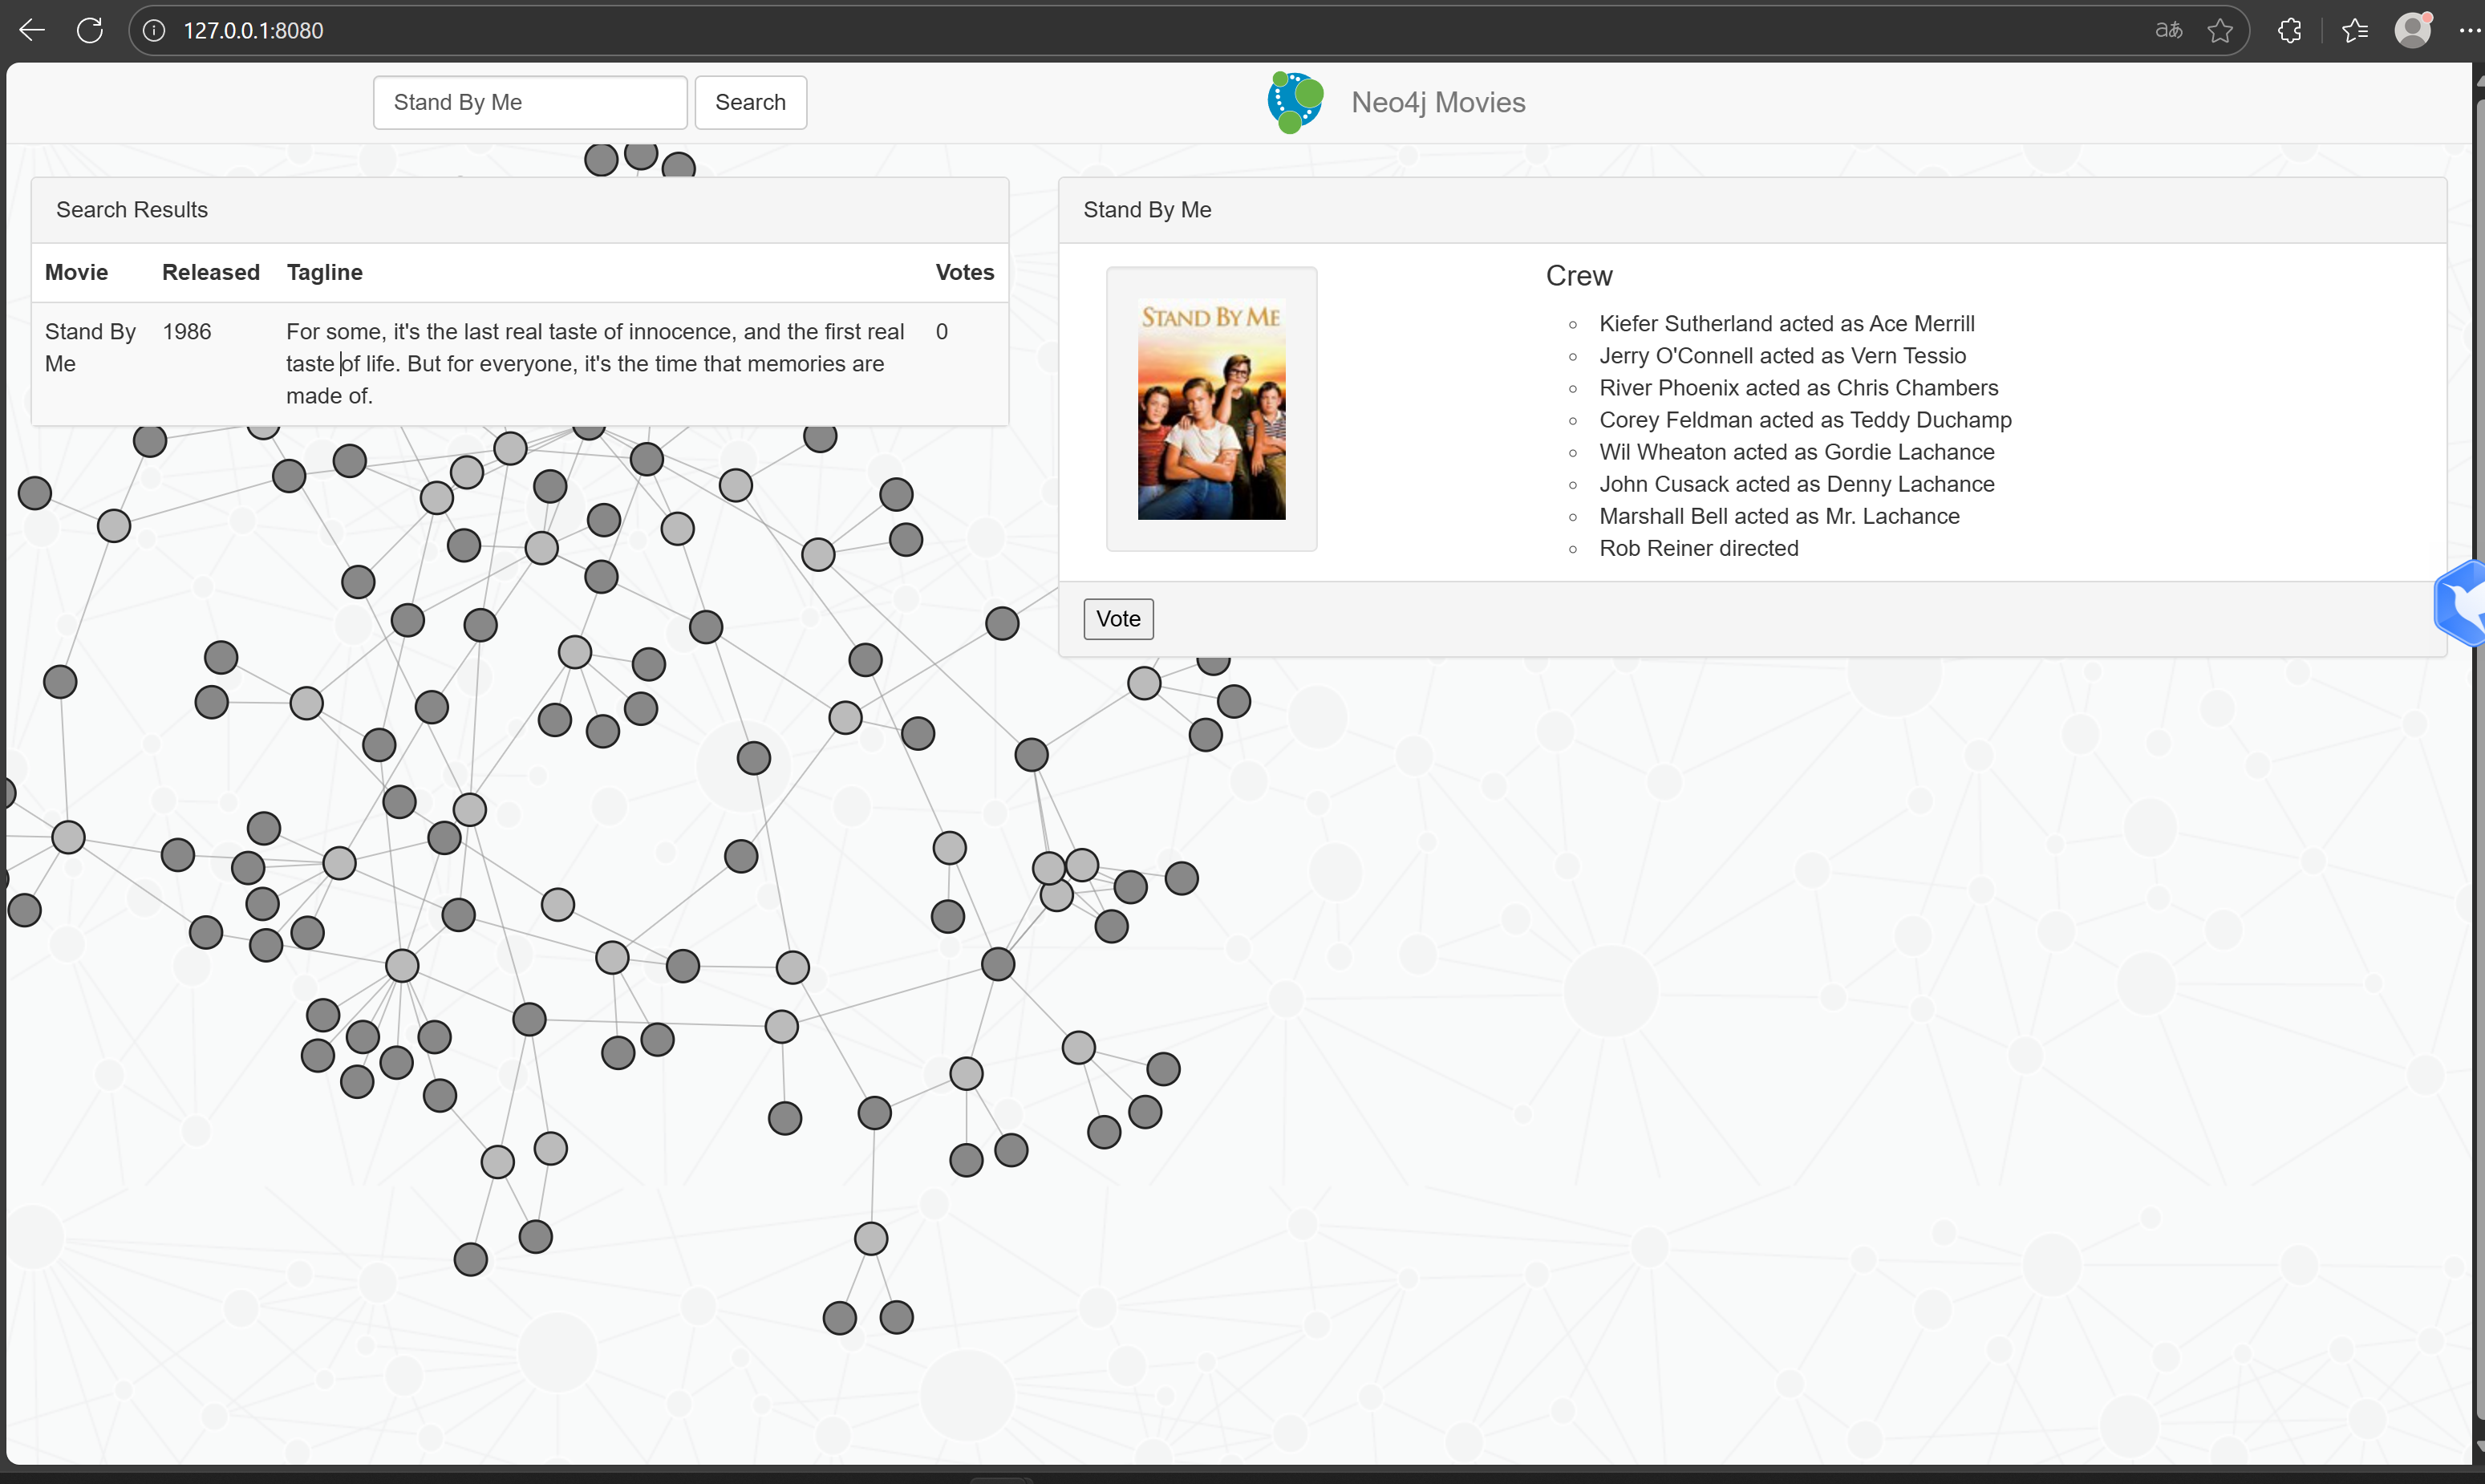 127.0.0.1:8080
aあ
Stand By Me
Search
Neo4j Movies
Search Results
Movie Released Tagline Votes
Stand By Me
1986
For some, it's the last real taste of innocence, and the first real
taste of life. But for everyone, it's the time that memories are
made of.
0
Stand By Me
STAND BY ME
Crew
Kiefer Sutherland acted as Ace Merrill
Jerry O'Connell acted as Vern Tessio
River Phoenix acted as Chris Chambers
Corey Feldman acted as Teddy Duchamp
Wil Wheaton acted as Gordie Lachance
John Cusack acted as Denny Lachance
Marshall Bell acted as Mr. Lachance
Rob Reiner directed
Vote